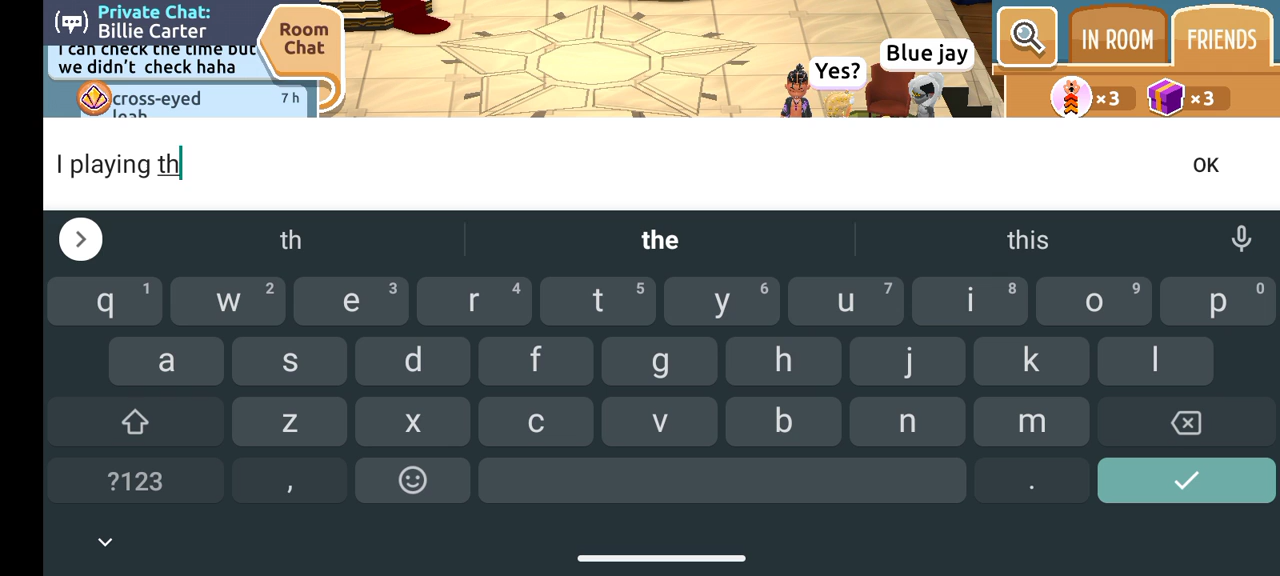 Private Chat:
Billie Carter
Room
Chat
I can check the time but
we didn't check haha
cross-eyed
leah
7 h
Yes?
Blue jay
IN ROOM
FRIENDS
×3
×3
I playing th
OK
th
the
this
q 1 w 2 e 3 r 4 t 5 y 6 u 7 i 8 o 9 p 0
a s d f g h j k l
z x c v b n m
?123 , .